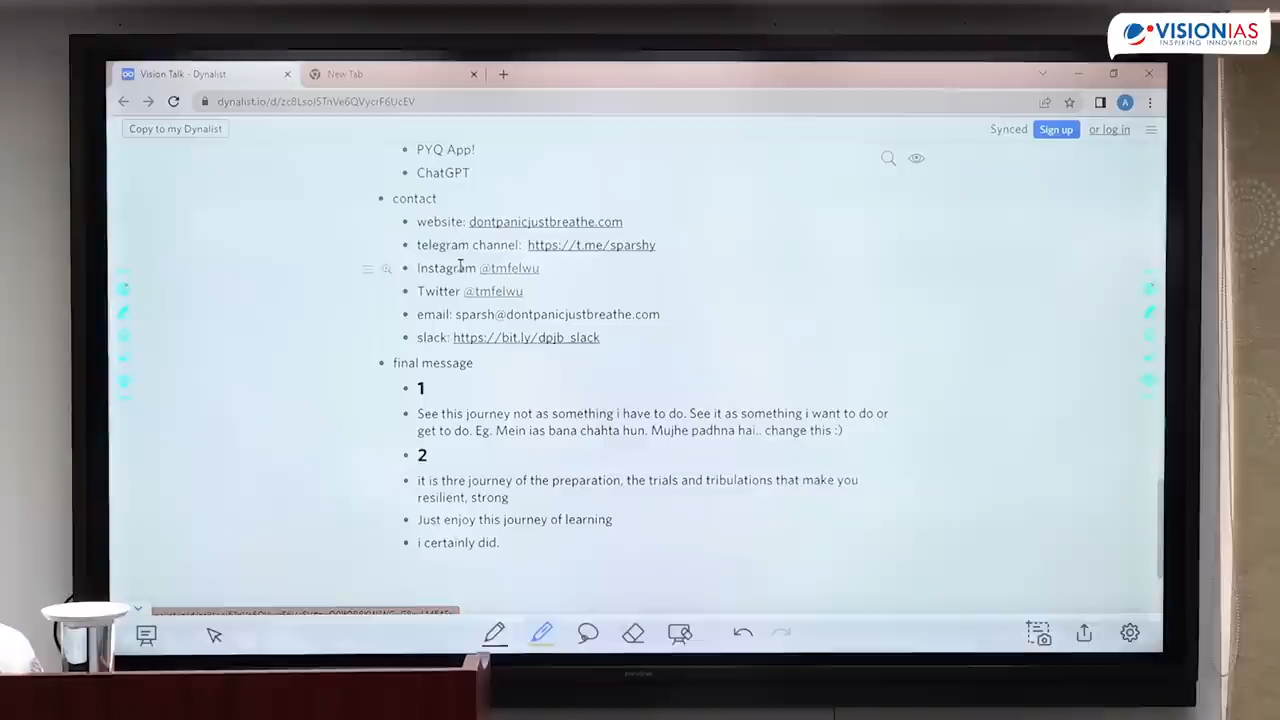 VISIONIAS
INSPIRING INNOVATION
Vision Talk - Dynalist
New Tab
dynalist.io/d/zc8LsoI5TnVe6QVycrF6UcEV
Copy to my Dynalist
Synced Sign up or log in
PYQ App!
ChatGPT
contact
website: dontpanicjustbreathe.com
telegram channel: https://t.me/sparshy
Instagram @tmfelwu
Twitter @tmfelwu
email: sparsh@dontpanicjustbreathe.com
slack: https://bit.ly/dpjb_slack
final message
1
See this journey not as something i have to do. See it as something i want to do or
get to do. Eg. Mein ias bana chahta hun. Mujhe padhna hai.. change this :)
2
it is thre journey of the preparation, the trials and tribulations that make you
resilient, strong
Just enjoy this journey of learning
i certainly did.